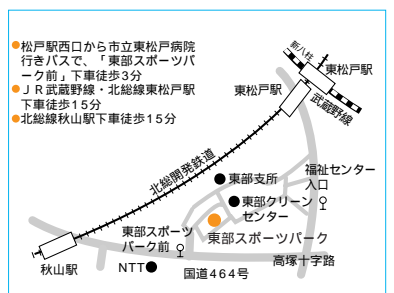 ●松戸駅西口から市立東松戸病院
行きバスで、「東部スポーツパ
ーク前」下車徒歩3分
●ＪＲ武蔵野線・北総線東松戸駅
下車徒歩15分
●北総線秋山駅下車徒歩15分
新八柱
東松戸駅
東松戸駅
武蔵野線
北総開発鉄道
東部支所
福祉センター
入口
東部クリーン
センター
東部スポーツ
パーク前
東部スポーツパーク
秋山駅
NTT
国道464号
高塚十字路